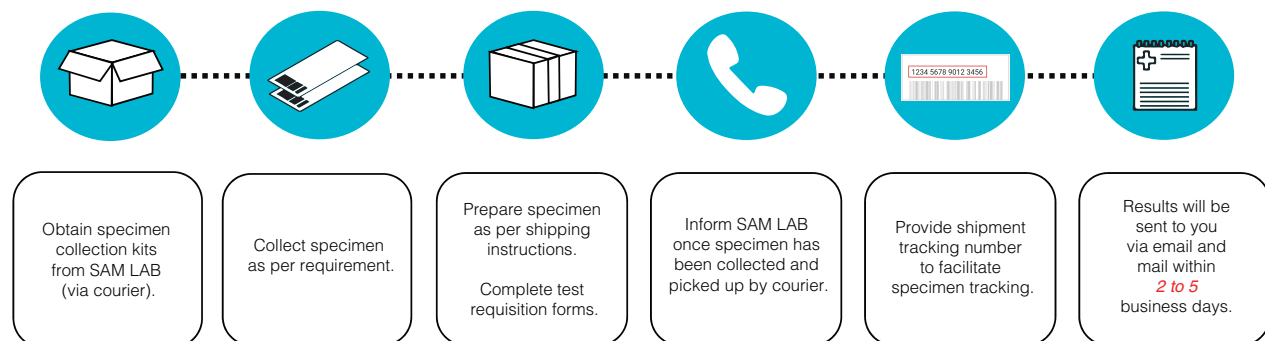 1234 5678 9012 3456
Obtain specimen
collection kits
from SAM LAB
(via courier).
Collect specimen
as per requirement.
Prepare specimen
as per shipping
instructions.
Complete test
requisition forms.
Inform SAM LAB
once specimen has
been collected and
picked up by courier.
Provide shipment
tracking number
to facilitate
specimen tracking.
Results will be
sent to you
via email and
mail within
2 to 5
business days.